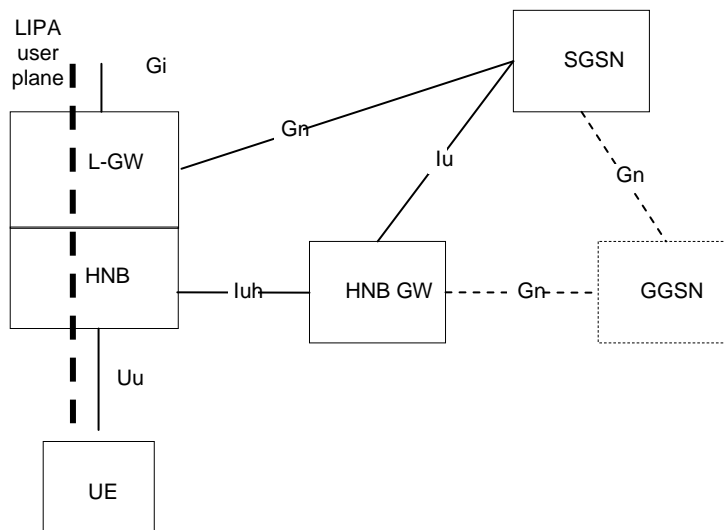 LIPA
user
plane
Gi
SGSN
L-GW
Gn
Iu
Gn
HNB
Iuh
HNB GW
Gn
GGSN
Uu
UE